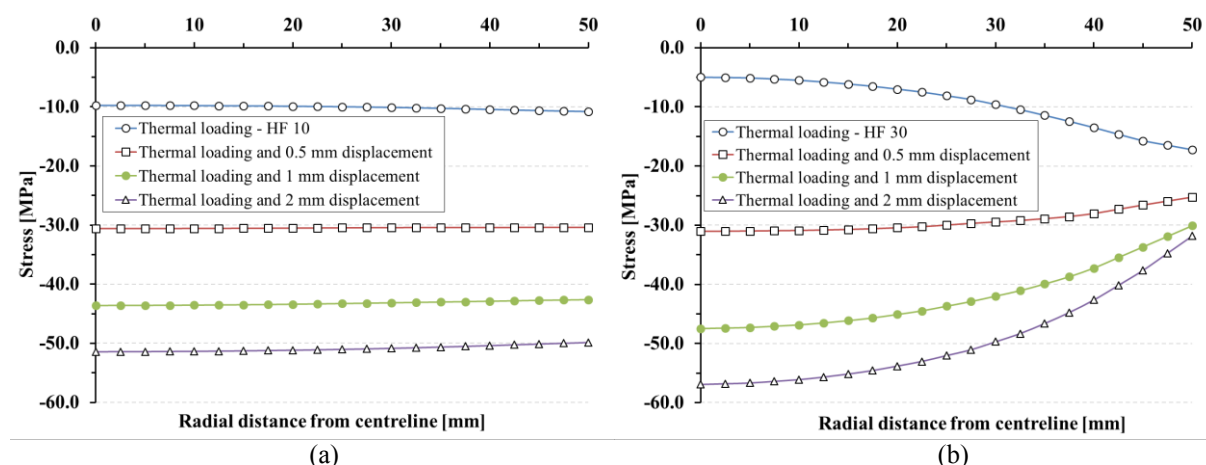 0 10 20 30 40 50
0.0
-10.0
-20.0
-30.0
-40.0
-50.0
-60.0
Stress [MPa]
Thermal loading - HF 10
Thermal loading and 0.5 mm displacement
Thermal loading and 1 mm displacement
Thermal loading and 2 mm displacement
Radial distance from centreline [mm]
(a)
0 10 20 30 40 50
0.0
-10.0
-20.0
-30.0
-40.0
-50.0
-60.0
Stress [MPa]
Thermal loading - HF 30
Thermal loading and 0.5 mm displacement
Thermal loading and 1 mm displacement
Thermal loading and 2 mm displacement
Radial distance from centreline [mm]
(b)